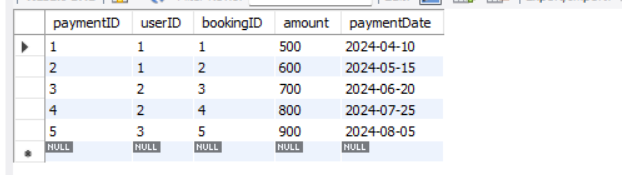 paymentID userID bookingID amount paymentDate
1 1 1 500 2024-04-10
2 1 2 600 2024-05-15
3 2 3 700 2024-06-20
4 2 4 800 2024-07-25
5 3 5 900 2024-08-05
NULL NULL NULL NULL NULL